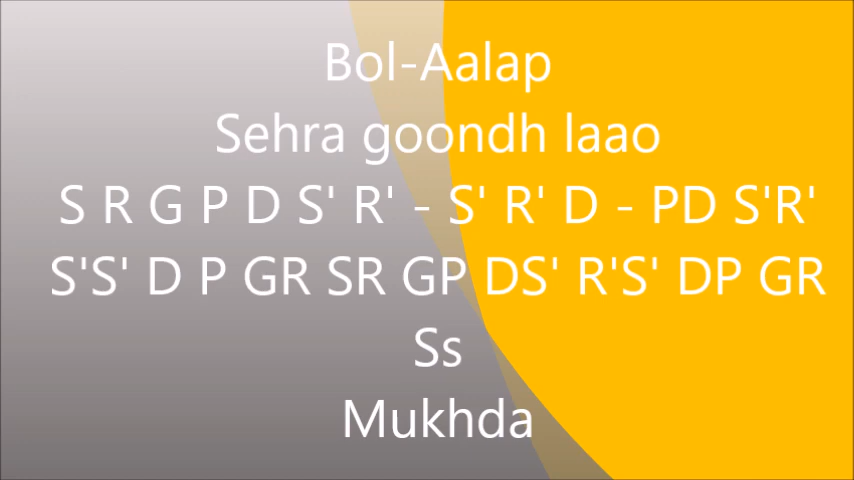 Bol-Aalap
Sehra goondh laao
S R G P D S' R' - S' R' D - PD S'R'
S'S' D P GR SR GP DS' R'S' DP GR
Ss
Mukhda